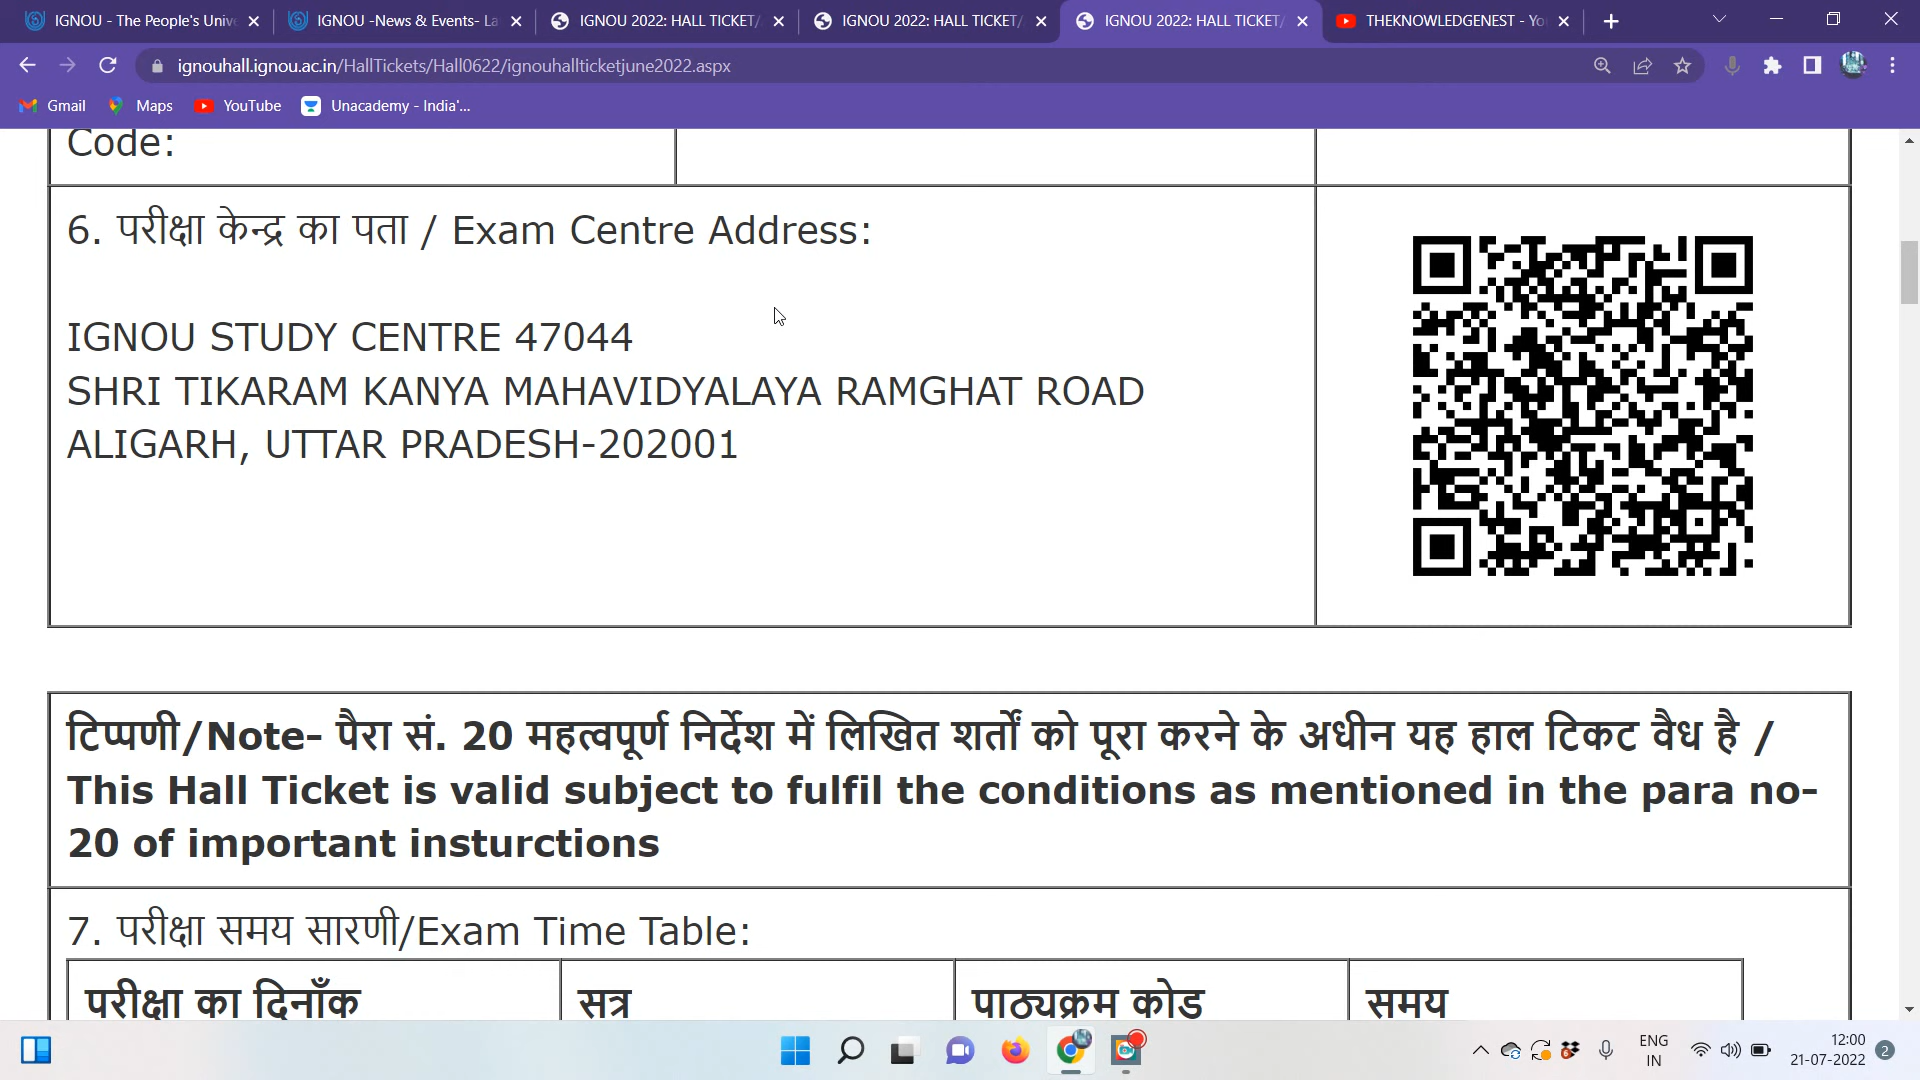 IGNOU - The People's Unive
IGNOU -News & Events- La
IGNOU 2022: HALL TICKET/
IGNOU 2022: HALL TICKET/
IGNOU 2022: HALL TICKET/
THEKNOWLEDGENEST - Yo
ignouhall.ignou.ac.in/HallTickets/Hall0622/ignouhallticketjune2022.aspx
Gmail
Maps
YouTube
Unacademy - India'...
Code:
6. परीक्षा केन्द्र का पता / Exam Centre Address:
IGNOU STUDY CENTRE 47044
SHRI TIKARAM KANYA MAHAVIDYALAYA RAMGHAT ROAD
ALIGARH, UTTAR PRADESH-202001
टिप्पणी/Note- पैरा सं. 20 महत्वपूर्ण निर्देश में लिखित शर्तों को पूरा करने के अधीन यह हाल टिकट वैध है /
This Hall Ticket is valid subject to fulfil the conditions as mentioned in the para no-
20 of important insturctions
7. परीक्षा समय सारणी/Exam Time Table:
परीक्षा का दिनाँक
सत्र
पाठ्यक्रम कोड
समय
ENG
IN
12:00
21-07-2022
2